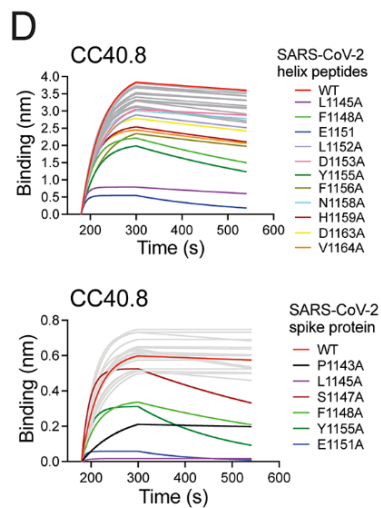 D
CC40.8
SARS-CoV-2
helix peptides
WT
L1145A
F1148A
E1151
L1152A
D1153A
Y1155A
F1156A
N1158A
H1159A
D1163A
V1164A
Binding (nm)
4.0
3.5
3.0
2.5
2.0
1.5
1.0
0.5
0.0
200 300 400 500 600
Time (s)
CC40.8
SARS-CoV-2
spike protein
WT
P1143A
L1145A
S1147A
F1148A
Y1155A
E1151A
Binding (nm)
0.8
0.6
0.4
0.2
0.0
200 300 400 500 600
Time (s)